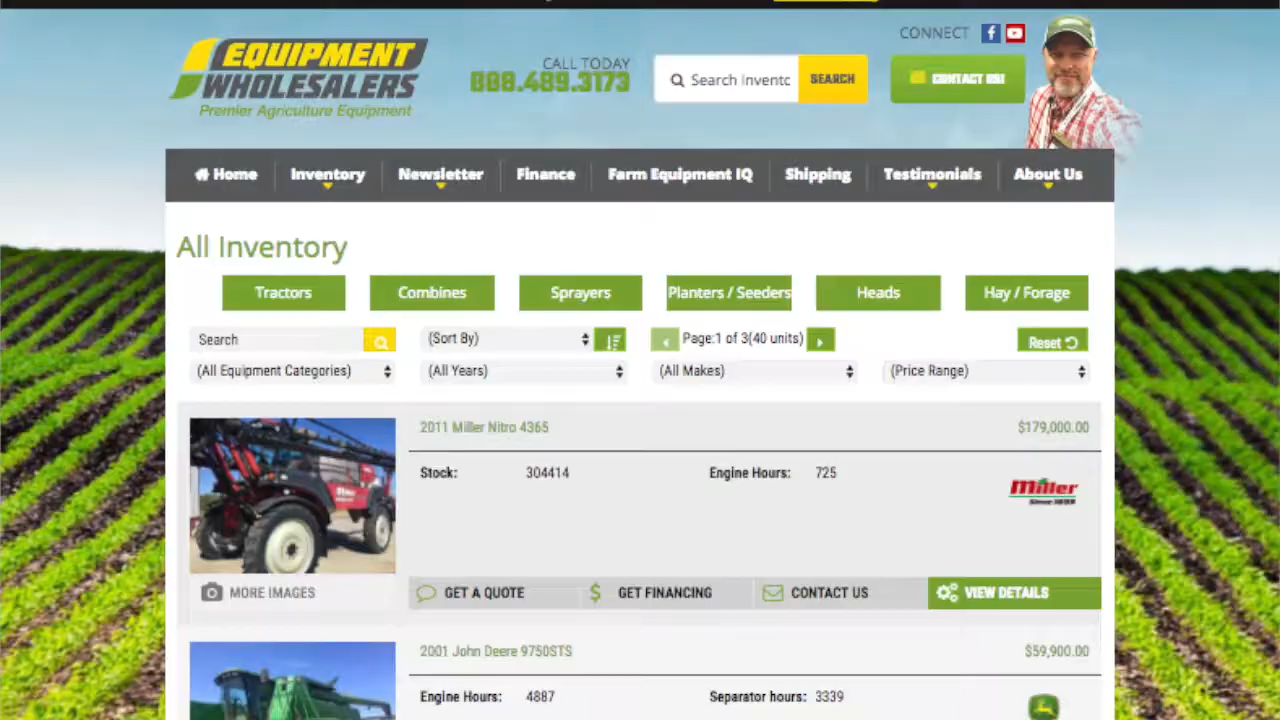 EQUIPMENT
WHOLESALERS
Premier Agriculture Equipment
CALL TODAY
888.489.3173
Search Invento
SEARCH
CONNECT
CONTACT US!
Home Inventory Newsletter Finance Farm Equipment IQ Shipping Testimonials About Us
All Inventory
Tractors Combines Sprayers Planters / Seeders Heads Hay / Forage
Search (Sort By) Page:1 of 3(40 units) Reset
(All Equipment Categories) (All Years) (All Makes) (Price Range)
2011 Miller Nitro 4365 $179,000.00
Stock: 304414 Engine Hours: 725
Miller
MORE IMAGES GET A QUOTE GET FINANCING CONTACT US VIEW DETAILS
2001 John Deere 9750STS $59,900.00
Engine Hours: 4887 Separator hours: 3339